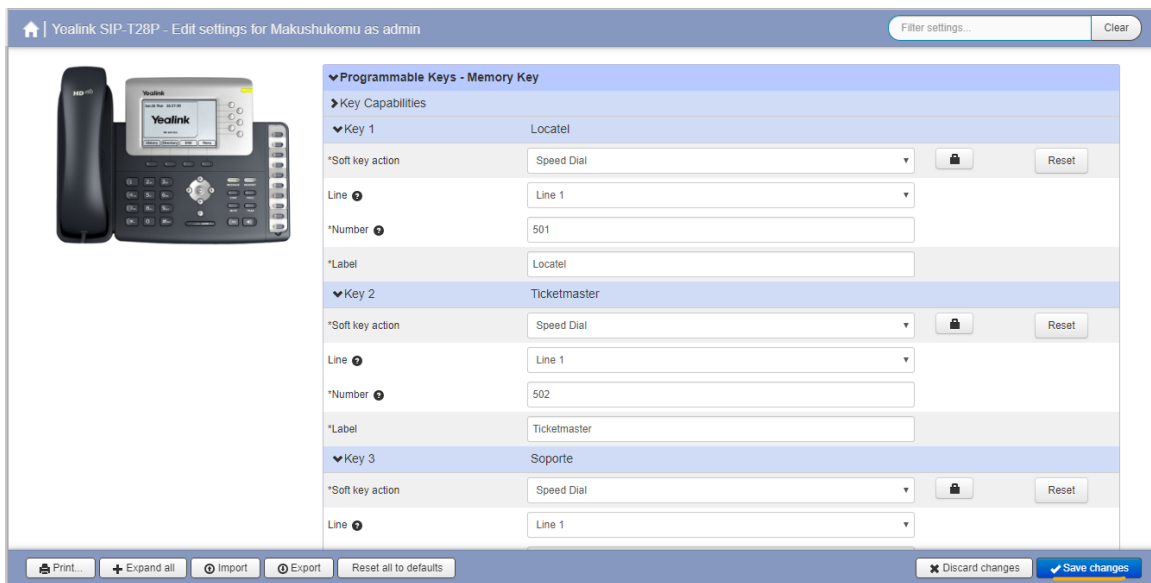 Yealink SIP-T28P - Edit settings for Makushukomu as admin
Filter settings...
Clear
HD
Yealink
Yealink
Programmable Keys - Memory Key
Key Capabilities
Key 1 Locatel
*Soft key action Speed Dial Reset
Line Line 1
*Number 501
*Label Locatel
Key 2 Ticketmaster
*Soft key action Speed Dial Reset
Line Line 1
*Number 502
*Label Ticketmaster
Key 3 Soporte
*Soft key action Speed Dial Reset
Line Line 1
Print... Expand all Import Export Reset all to defaults Discard changes Save changes